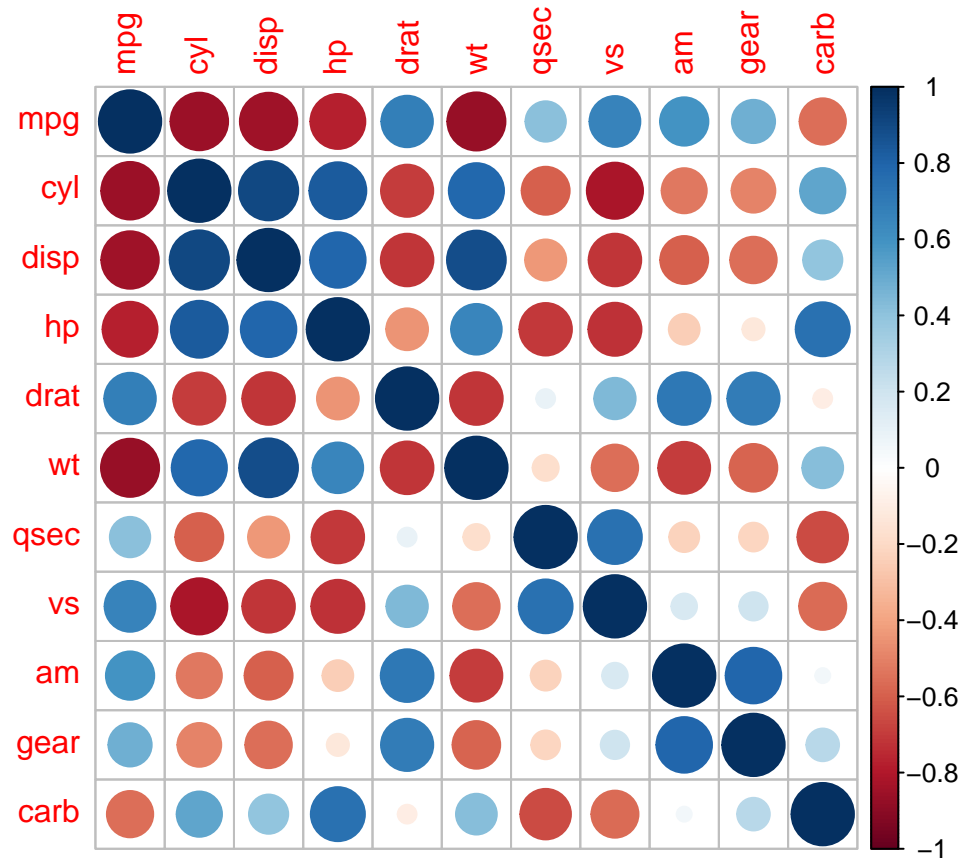 mpg cyl disp hp drat wt qsec vs am gear carb
mpg
cyl
disp
hp
drat
wt
qsec
vs
am
gear
carb
1
0.8
0.6
0.4
0.2
0
−0.2
−0.4
−0.6
−0.8
−1